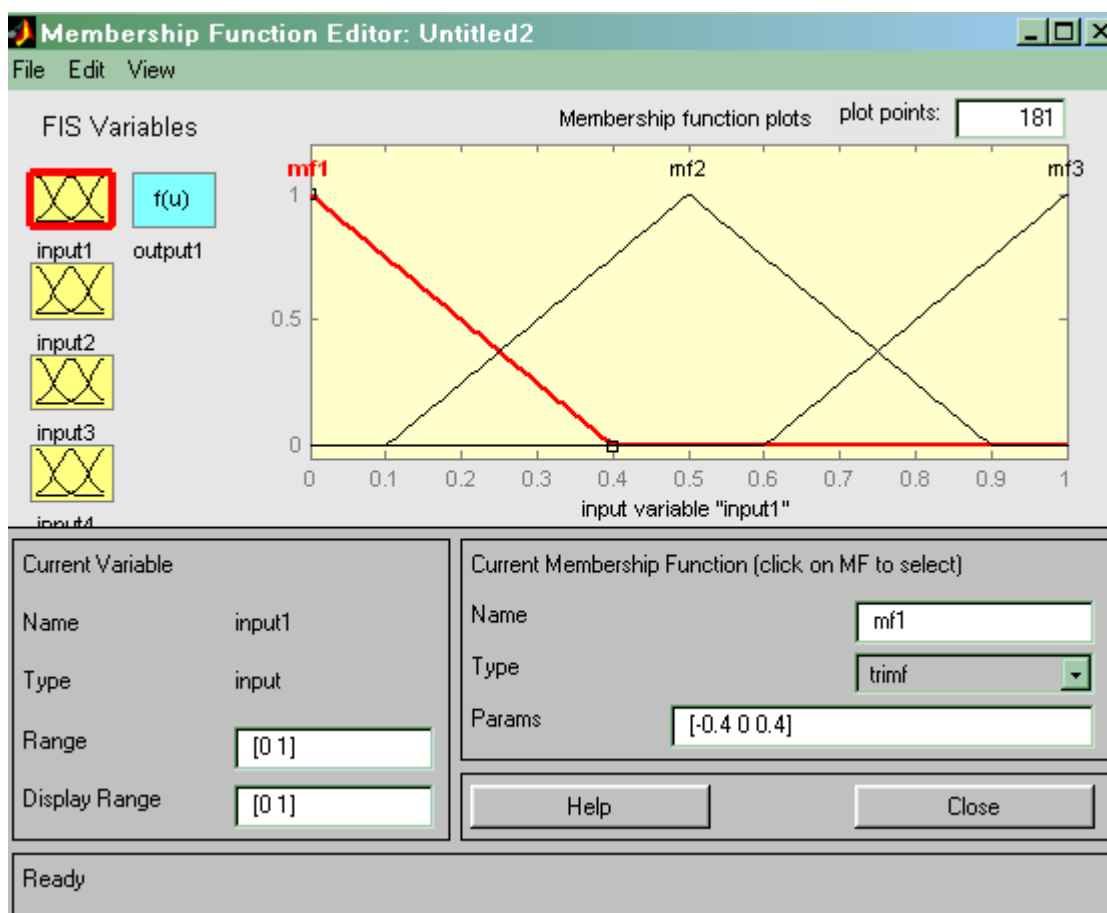 Membership Function Editor: Untitled2
File Edit View
FIS Variables
Membership function plots plot points: 181
f(u)
input1 output1
input2
input3
input4
mf1 mf2 mf3
1
0.5
0
0 0.1 0.2 0.3 0.4 0.5 0.6 0.7 0.8 0.9 1
input variable "input1"
Current Variable
Name input1
Type input
Range [0 1]
Display Range [0 1]
Current Membership Function (click on MF to select)
Name mf1
Type trimf
Params [-0.4 0 0.4]
Help Close
Ready